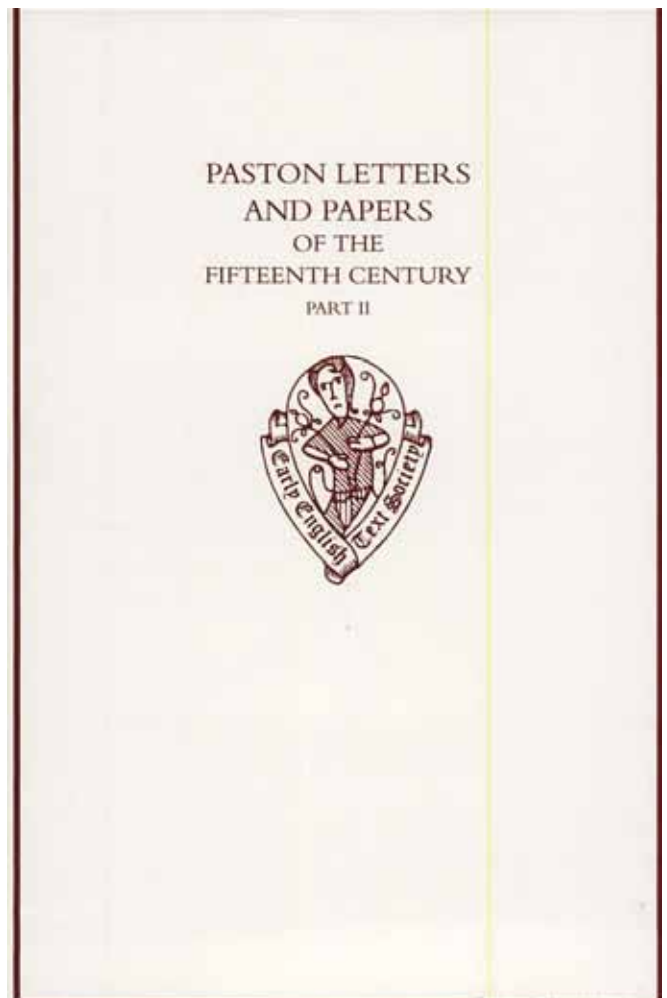 PASTON LETTERS
AND PAPERS
OF THE
FIFTEENTH CENTURY
PART II
Early English
Text Society